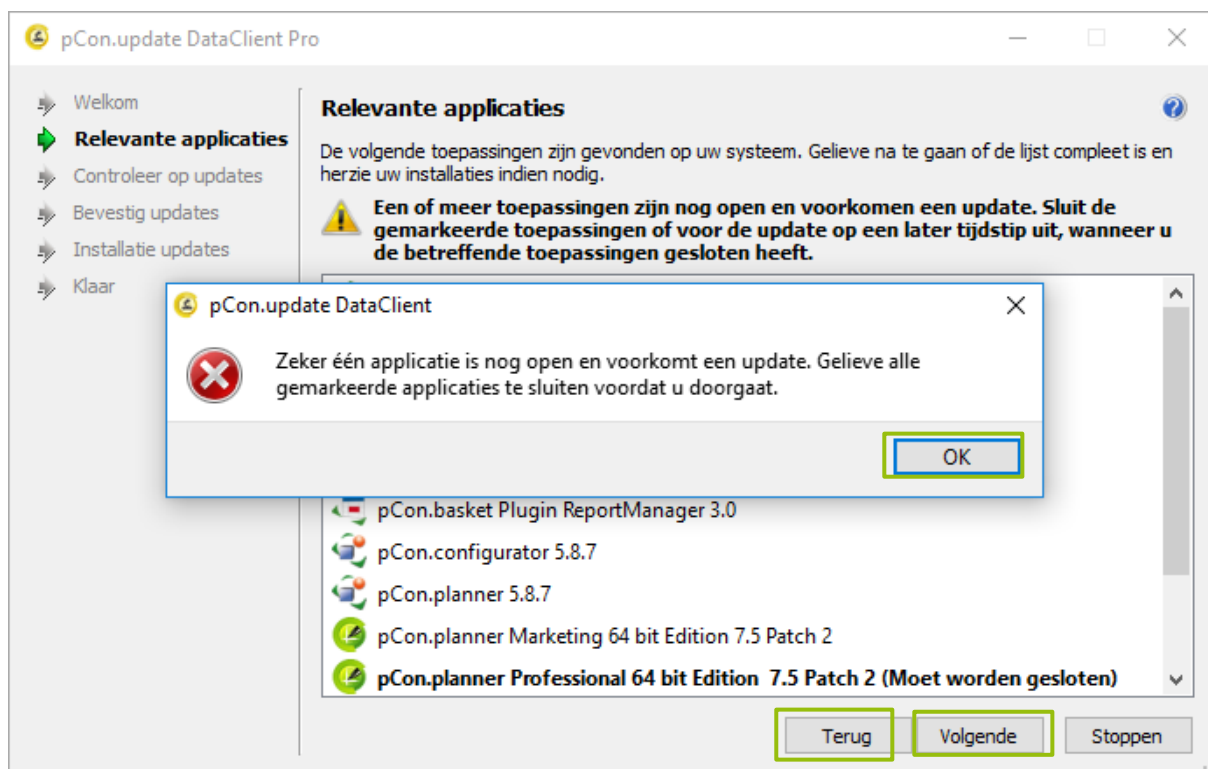 pCon.update DataClient Pro
Welkom
Relevante applicaties
Controleer op updates
Bevestig updates
Installatie updates
Klaar
Relevante applicaties
De volgende toepassingen zijn gevonden op uw systeem. Gelieve na te gaan of de lijst compleet is en
herzie uw installaties indien nodig.
Een of meer toepassingen zijn nog open en voorkomen een update. Sluit de
gemarkeerde toepassingen of voor de update op een later tijdstip uit, wanneer u
de betreffende toepassingen gesloten heeft.
pCon.update DataClient
Zeker één applicatie is nog open en voorkomt een update. Gelieve alle
gemarkeerde applicaties te sluiten voordat u doorgaat.
OK
pCon.basket Plugin ReportManager 3.0
pCon.configurator 5.8.7
pCon.planner 5.8.7
pCon.planner Marketing 64 bit Edition 7.5 Patch 2
pCon.planner Professional 64 bit Edition 7.5 Patch 2 (Moet worden gesloten)
Terug
Volgende
Stoppen